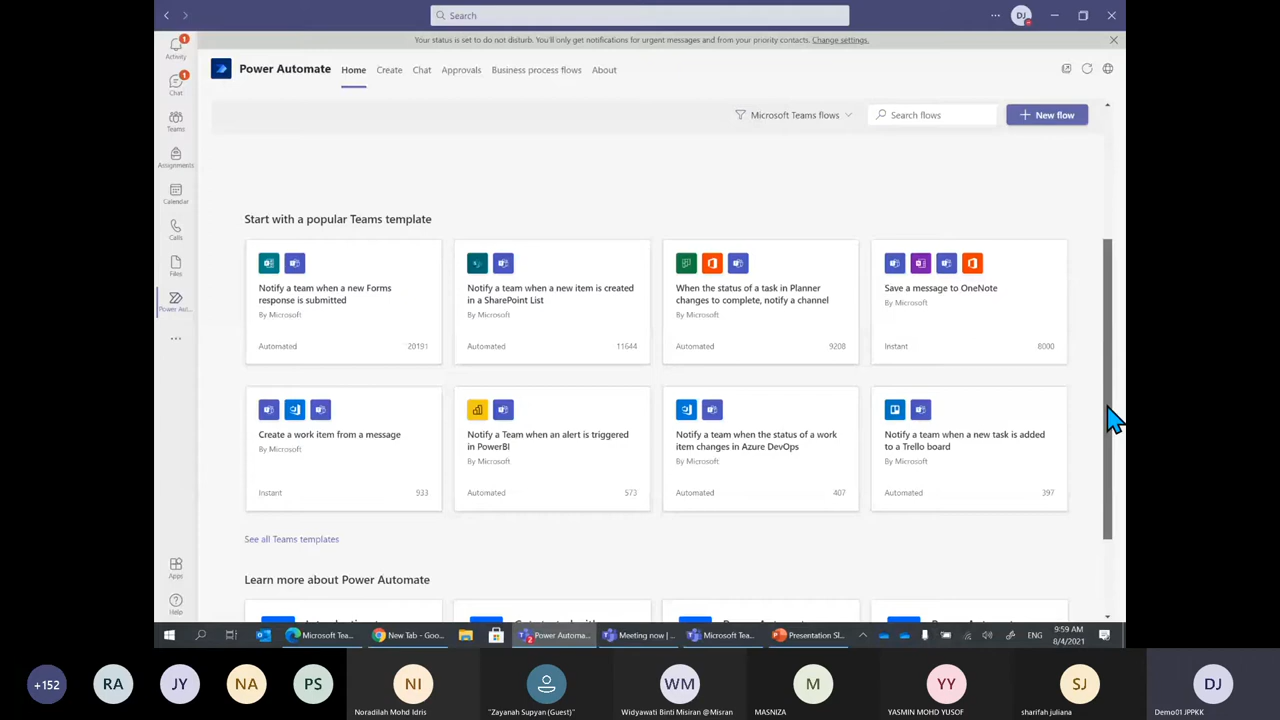 Search
DJ
Your status is set to do not disturb. You'll only get notifications for urgent messages and from your priority contacts. Change settings.
1
Activity
1
Chat
Teams
Assignments
Calendar
Calls
Files
Power Aut...
Apps
Help
Power Automate
Home
Create
Chat
Approvals
Business process flows
About
Microsoft Teams flows
Search flows
New flow
Start with a popular Teams template
Notify a team when a new Forms
response is submitted
By Microsoft
Automated
20191
Notify a team when a new item is created
in a SharePoint List
By Microsoft
Automated
11644
When the status of a task in Planner
changes to complete, notify a channel
By Microsoft
Automated
9208
Save a message to OneNote
By Microsoft
Instant
8000
Create a work item from a message
By Microsoft
Instant
933
Notify a Team when an alert is triggered
in PowerBI
By Microsoft
Automated
573
Notify a team when the status of a work
item changes in Azure DevOps
By Microsoft
Automated
407
Notify a team when a new task is added
to a Trello board
By Microsoft
Automated
397
See all Teams templates
Learn more about Power Automate
Microsoft Tea...
New Tab - Goo...
2
Power Automa...
Meeting now | ...
Microsoft Tea...
Presentation Sl...
ENG
9:59 AM
8/4/2021
+152
RA
JY
NA
PS
NI
Noradilah Mohd Idris
"Zayanah Supyan (Guest)"
WM
Widyawati Binti Misiran @Misran
M
MASNIZA
YY
YASMIN MOHD YUSOF
SJ
sharifah juliana
DJ
Demo01 JPPKK